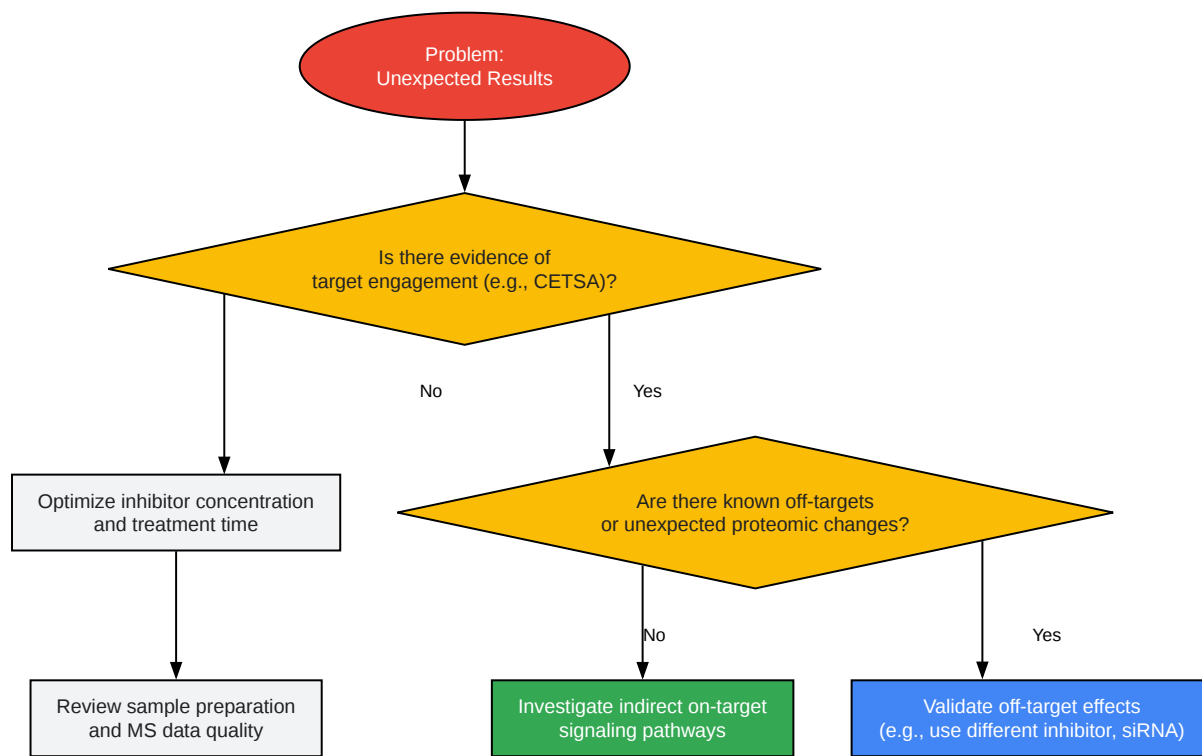 Problem:
Unexpected Results
Is there evidence of
target engagement (e.g., CETSA)?
No
Yes
Optimize inhibitor concentration
and treatment time
Are there known off-targets
or unexpected proteomic changes?
No
Yes
Review sample preparation
and MS data quality
Investigate indirect on-target
signaling pathways
Validate off-target effects
(e.g., use different inhibitor, siRNA)